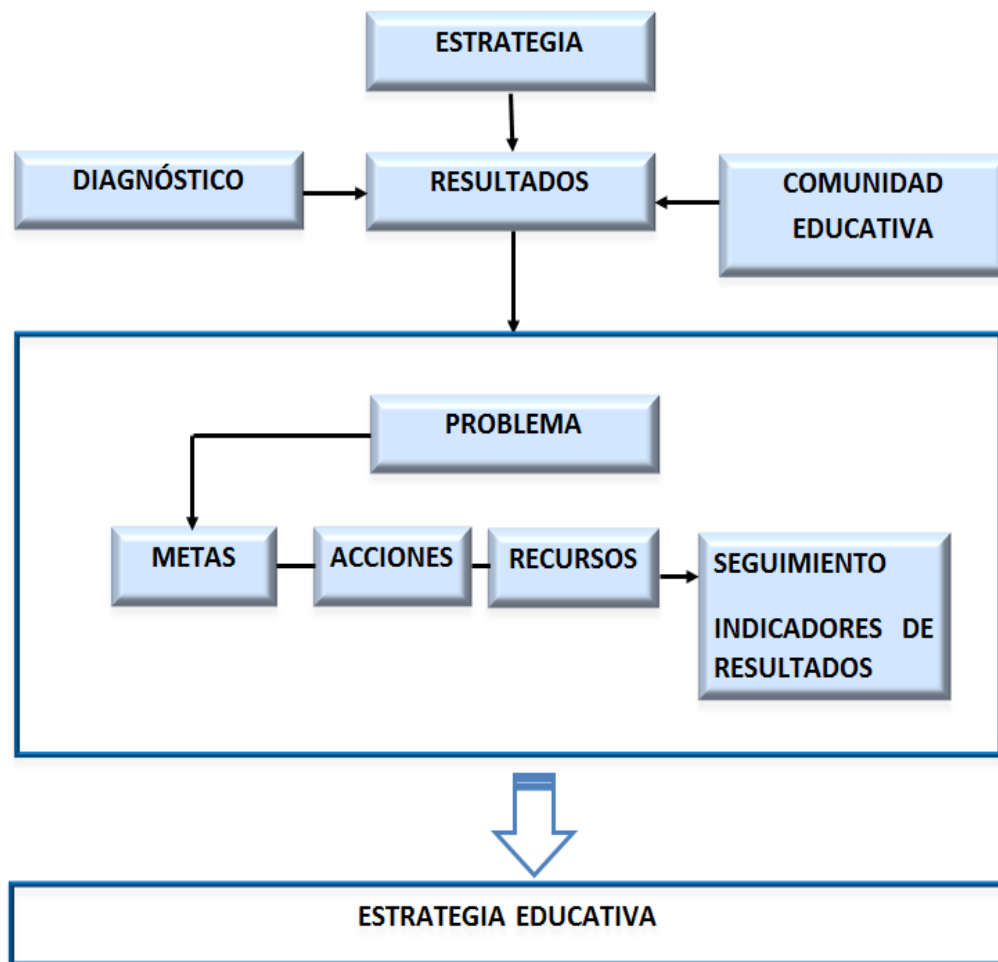 ESTRATEGIA
DIAGNÓSTICO
RESULTADOS
COMUNIDAD
EDUCATIVA
PROBLEMA
METAS
ACCIONES
RECURSOS
SEGUIMIENTO
INDICADORES DE
RESULTADOS
ESTRATEGIA EDUCATIVA